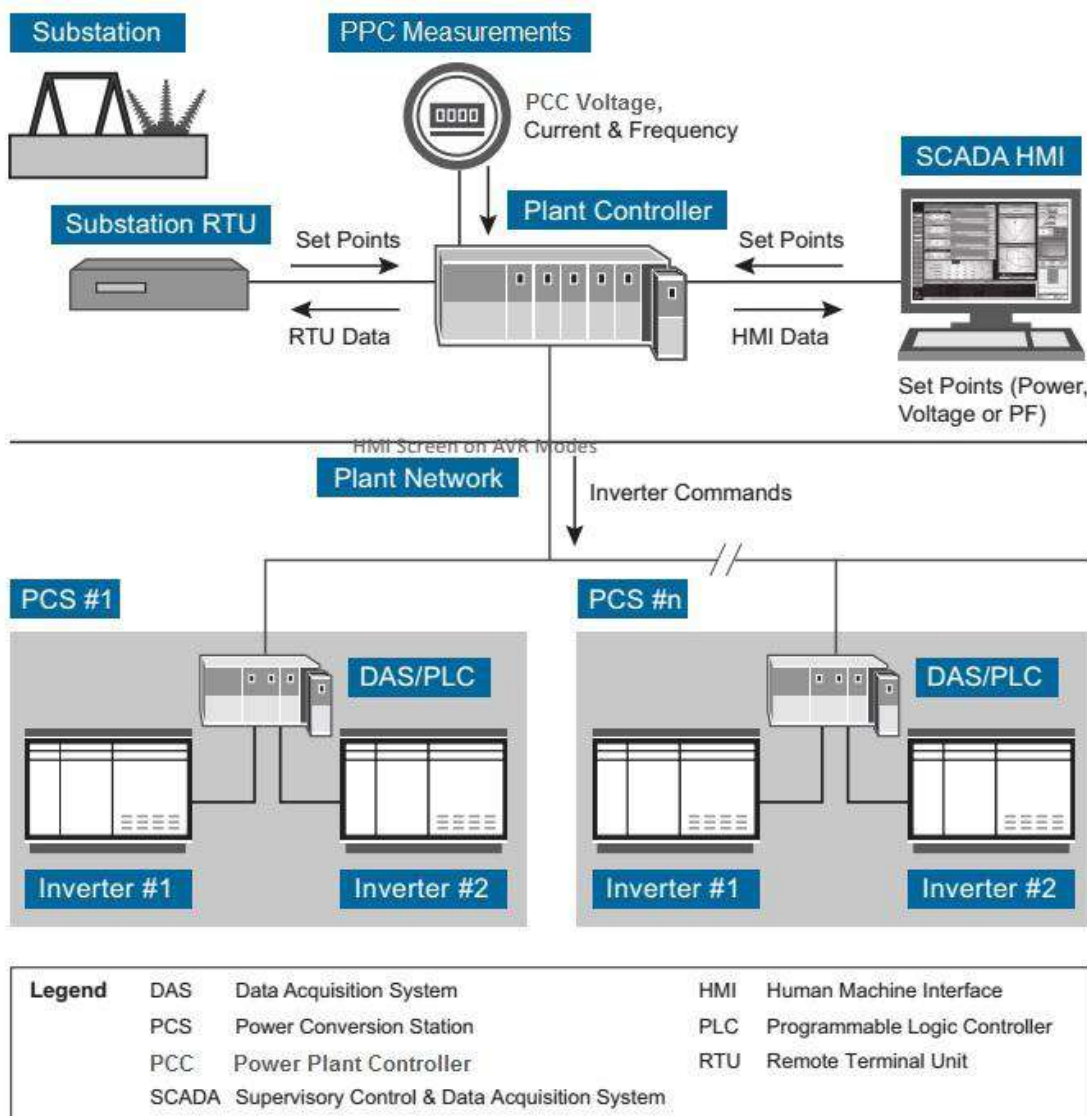 Substation
PPC Measurements
PCC Voltage,
Current & Frequency
SCADA HMI
Substation RTU
Plant Controller
Set Points
Set Points
RTU Data
HMI Data
Set Points (Power,
Voltage or PF)
HMI Screen on AVR Modes
Plant Network
Inverter Commands
PCS #1
PCS #n
DAS/PLC
DAS/PLC
Inverter #1
Inverter #2
Inverter #1
Inverter #2
Legend
DAS Data Acquisition System
HMI Human Machine Interface
PCS Power Conversion Station
PLC Programmable Logic Controller
PCC Power Plant Controller
RTU Remote Terminal Unit
SCADA Supervisory Control & Data Acquisition System